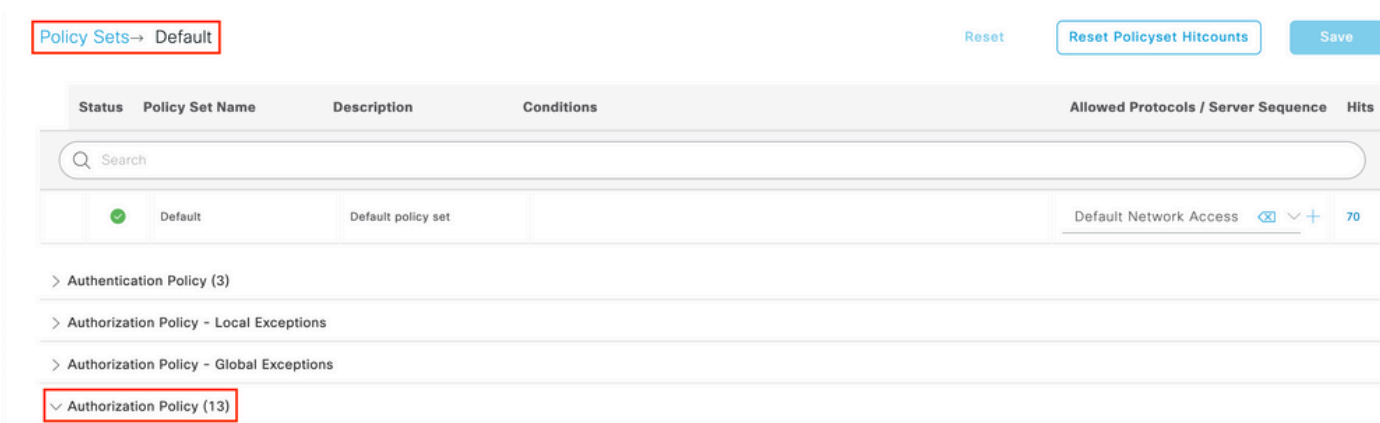 Policy Sets→ Default
Reset
Reset Policyset Hitcounts
Save
Status Policy Set Name Description Conditions Allowed Protocols / Server Sequence Hits
Search
Default Default policy set Default Network Access 70
Authentication Policy (3)
Authorization Policy - Local Exceptions
Authorization Policy - Global Exceptions
Authorization Policy (13)